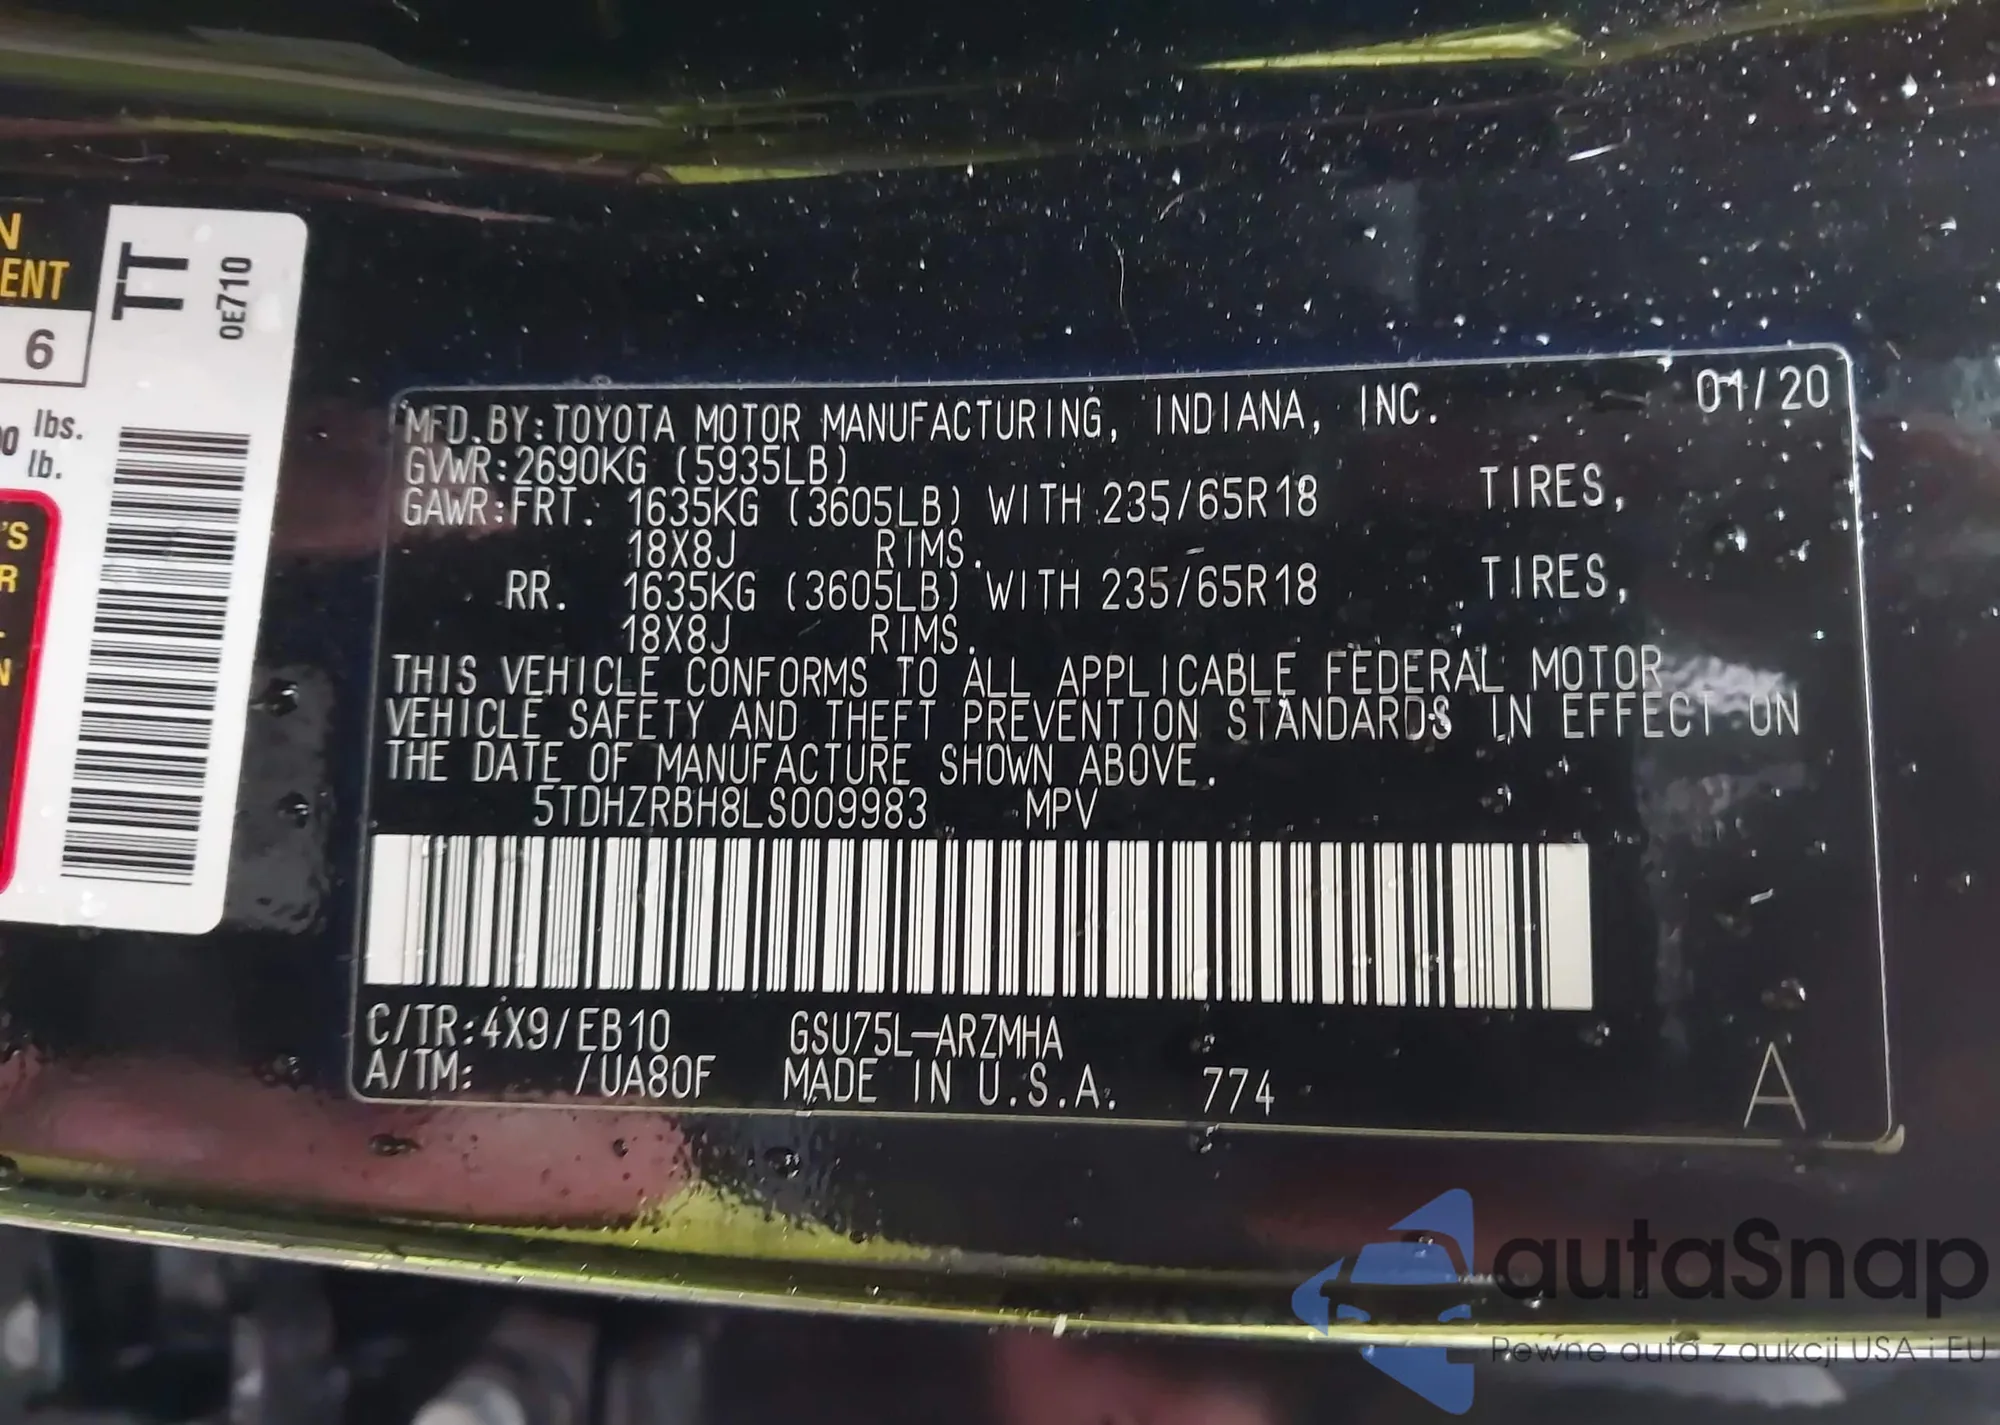 N
ENT
6
lbs.
lb.
'S
R
N
TT
0E710
MFD.BY:TOYOTA MOTOR MANUFACTURING, INDIANA, INC. 01/20
GVWR:2690KG (5935LB)
GAWR:FRT. 1635KG (3605LB) WITH 235/65R18 TIRES,
18X8J RIMS.
RR. 1635KG (3605LB) WITH 235/65R18 TIRES,
18X8J RIMS.
THIS VEHICLE CONFORMS TO ALL APPLICABLE FEDERAL MOTOR
VEHICLE SAFETY AND THEFT PREVENTION STANDARDS IN EFFECT ON
THE DATE OF MANUFACTURE SHOWN ABOVE.
5TDHZRBH8LS009983 MPV
C/TR:4X9/EB10 GSU75L-ARZMHA
A/TM: /UA80F MADE IN U.S.A. 774
A
autaSnap
Pewne auta z aukcji USA i EU